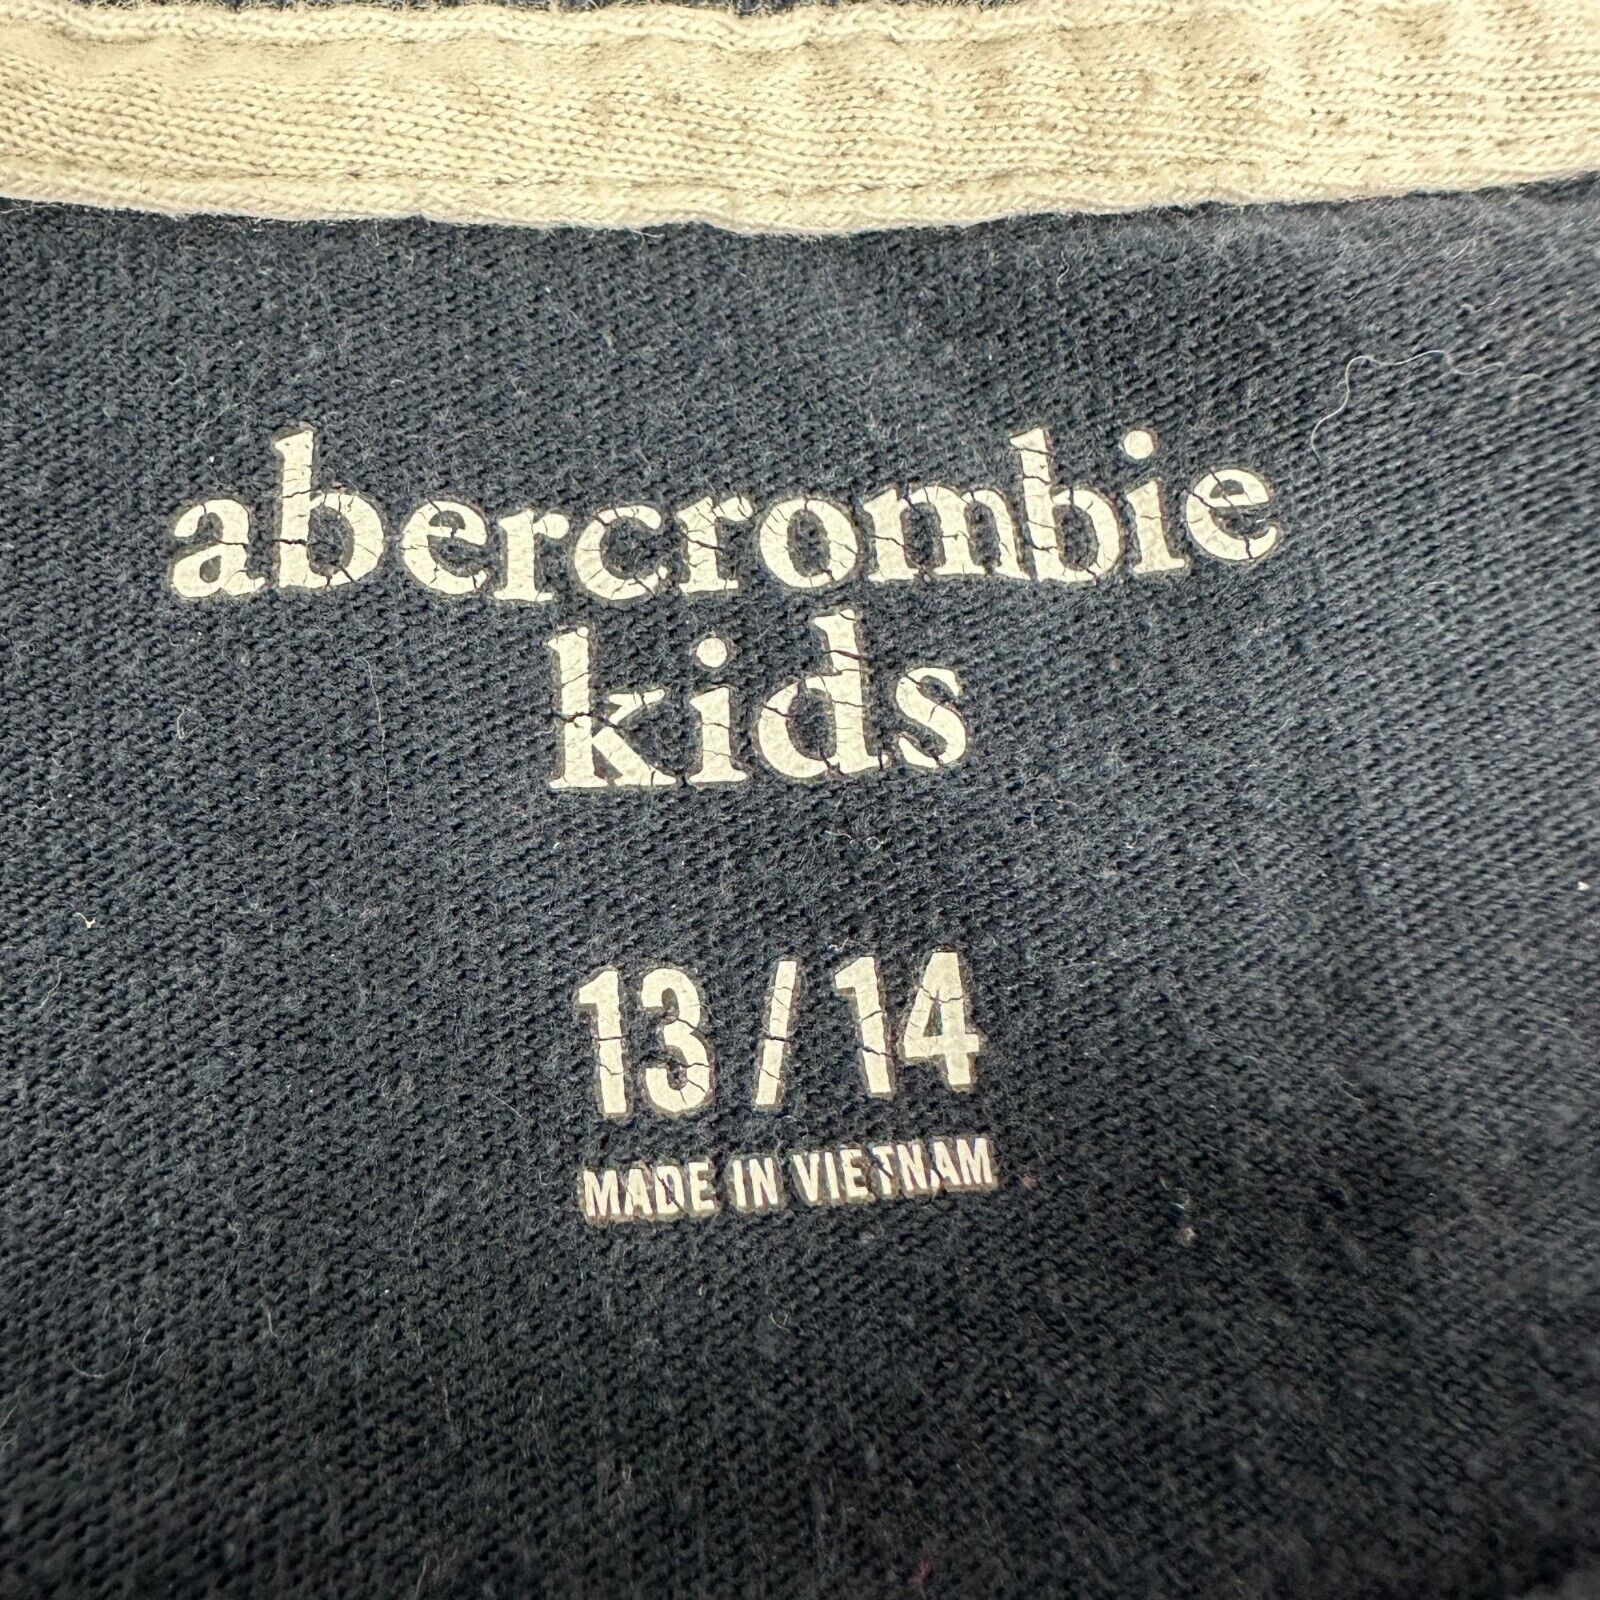 abercrombie
kids
13/14
MADE IN VIETNAM